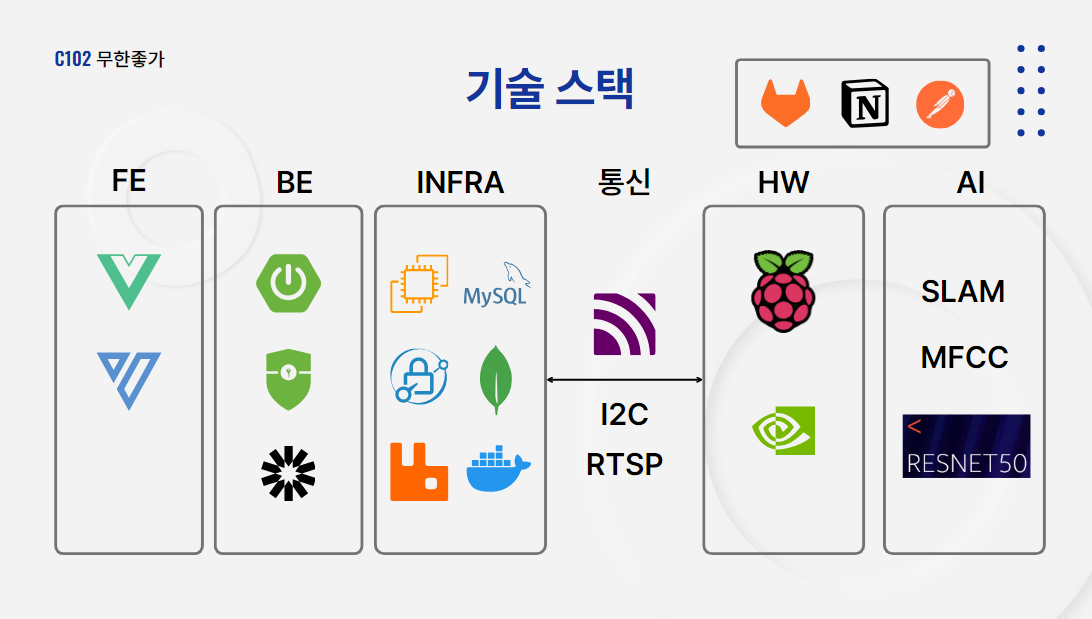 C102 무한좋가
기술 스택
N
FE
BE
INFRA
통신
HW
AI
MySQL
SLAM
MFCC
I2C
RTSP
<
RESNET50